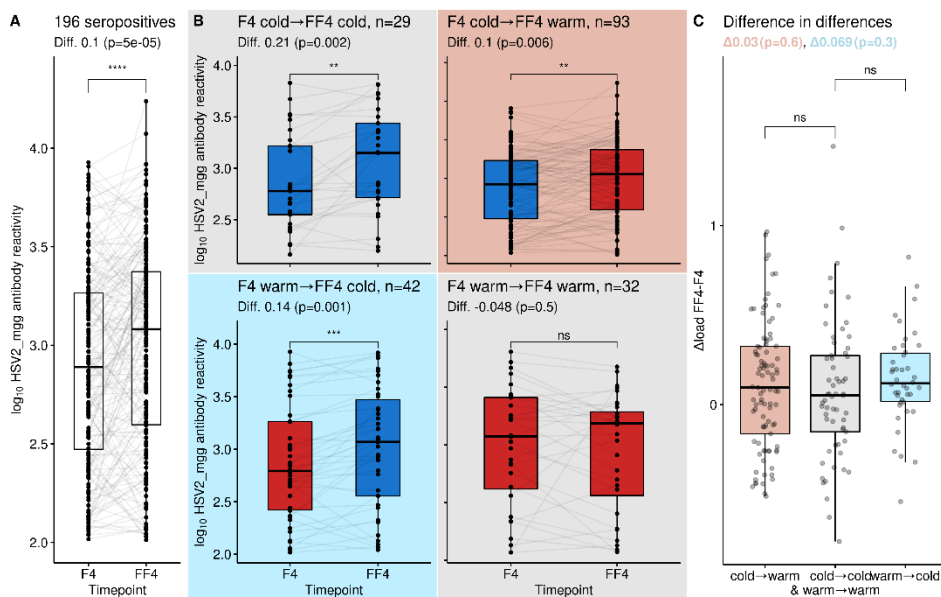 A
196 seropositives
Diff. 0.1 (p=5e-05)
****
log10 HSV2_mgg antibody reactivity
4.0
3.5
3.0
2.5
2.0
F4
FF4
Timepoint
B
F4 cold→FF4 cold, n=29
Diff. 0.21 (p=0.002)
**
log10 HSV2_mgg antibody reactivity
4.0
3.5
3.0
2.5
F4
FF4
F4 cold→FF4 warm, n=93
Diff. 0.1 (p=0.006)
**
F4
FF4
F4 warm→FF4 cold, n=42
Diff. 0.14 (p=0.001)
***
log10 HSV2_mgg antibody reactivity
4.0
3.5
3.0
2.5
2.0
F4
FF4
Timepoint
F4 warm→FF4 warm, n=32
Diff. -0.048 (p=0.5)
ns
F4
FF4
Timepoint
C
Difference in differences
Δ0.03(p=0.6), Δ0.069(p=0.3)
ns
ns
Δload FF4-F4
1
0
cold→warm
cold→cold
& warm→warm
warm→cold